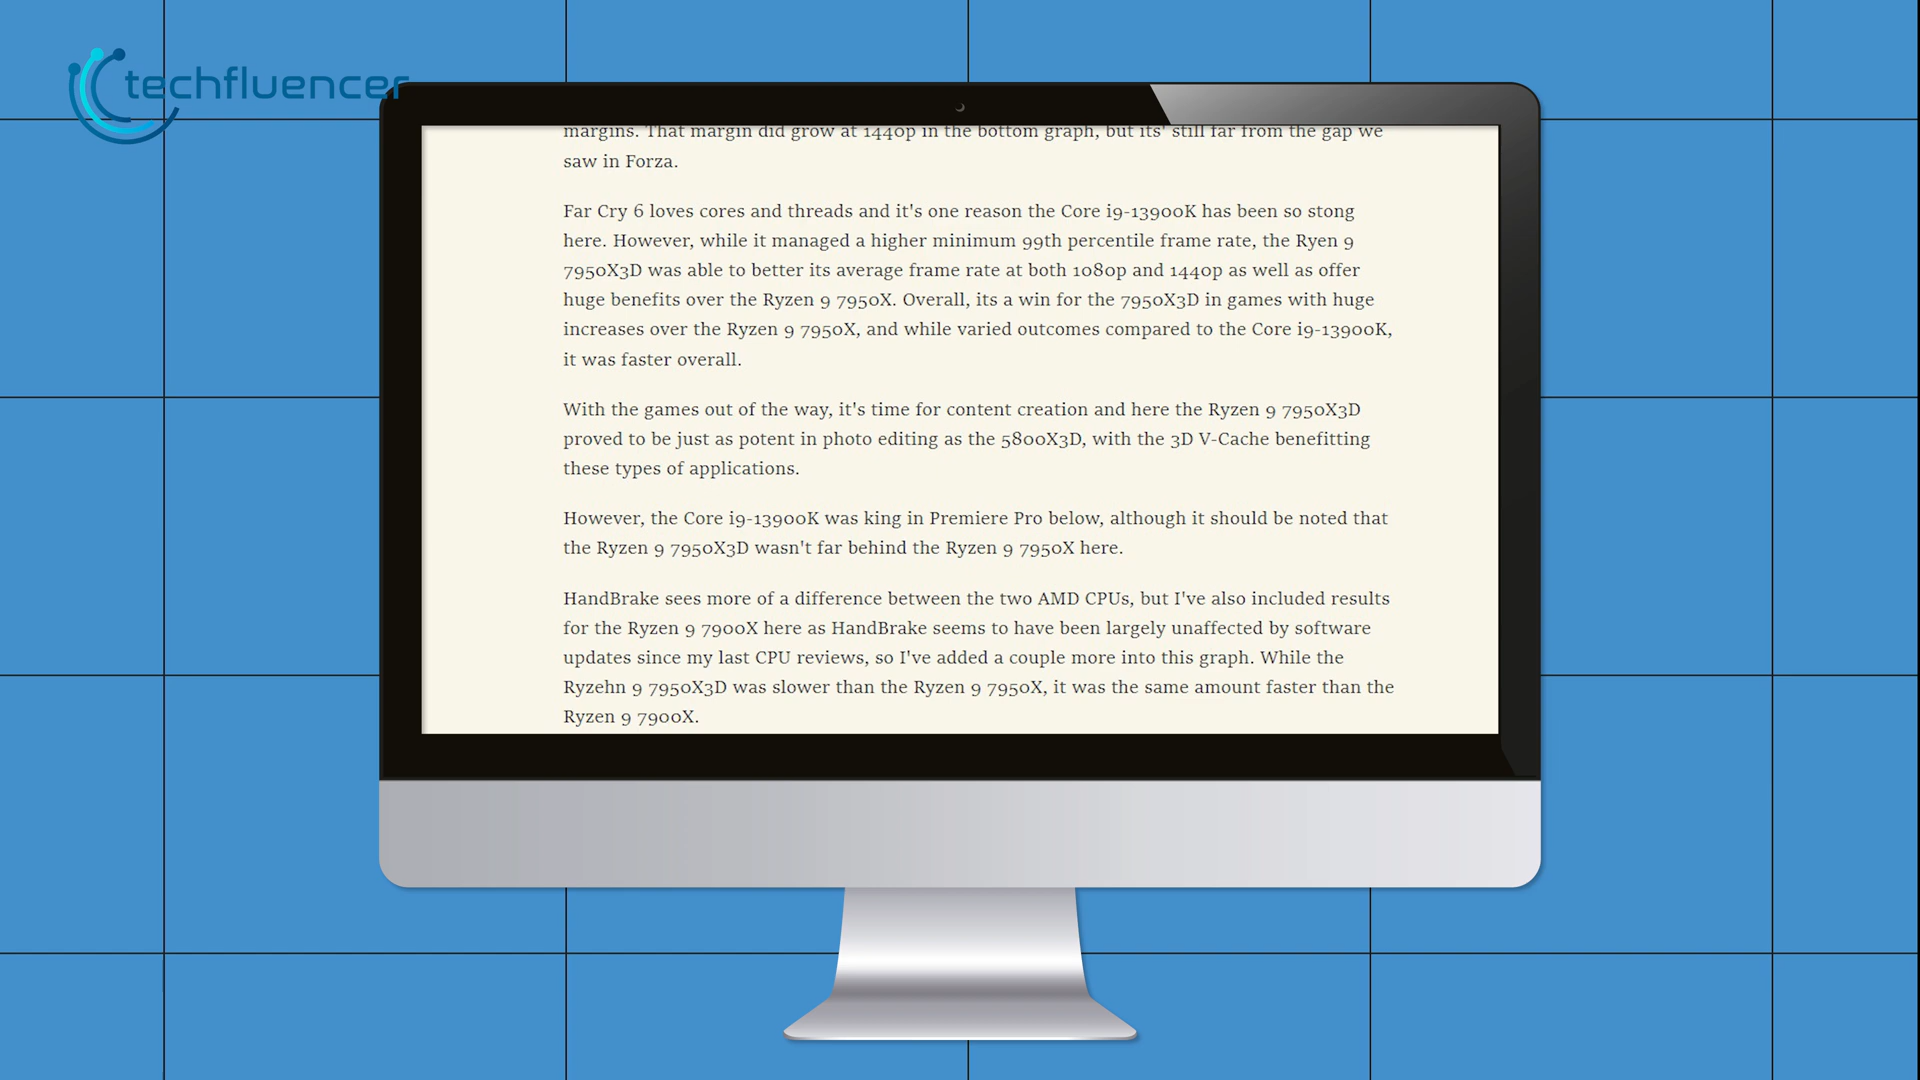 techfluencer
margins. That margin did grow at 1440p in the bottom graph, but its' still far from the gap we
saw in Forza.
Far Cry 6 loves cores and threads and it's one reason the Core i9-13900K has been so stong
here. However, while it managed a higher minimum 99th percentile frame rate, the Ryen 9
7950X3D was able to better its average frame rate at both 1080p and 1440p as well as offer
huge benefits over the Ryzen 9 7950X. Overall, its a win for the 7950X3D in games with huge
increases over the Ryzen 9 7950X, and while varied outcomes compared to the Core i9-13900K,
it was faster overall.
With the games out of the way, it's time for content creation and here the Ryzen 9 7950X3D
proved to be just as potent in photo editing as the 5800X3D, with the 3D V-Cache benefitting
these types of applications.
However, the Core i9-13900K was king in Premiere Pro below, although it should be noted that
the Ryzen 9 7950X3D wasn't far behind the Ryzen 9 7950X here.
HandBrake sees more of a difference between the two AMD CPUs, but I've also included results
for the Ryzen 9 7900X here as HandBrake seems to have been largely unaffected by software
updates since my last CPU reviews, so I've added a couple more into this graph. While the
Ryzehn 9 7950X3D was slower than the Ryzen 9 7950X, it was the same amount faster than the
Ryzen 9 7900X.